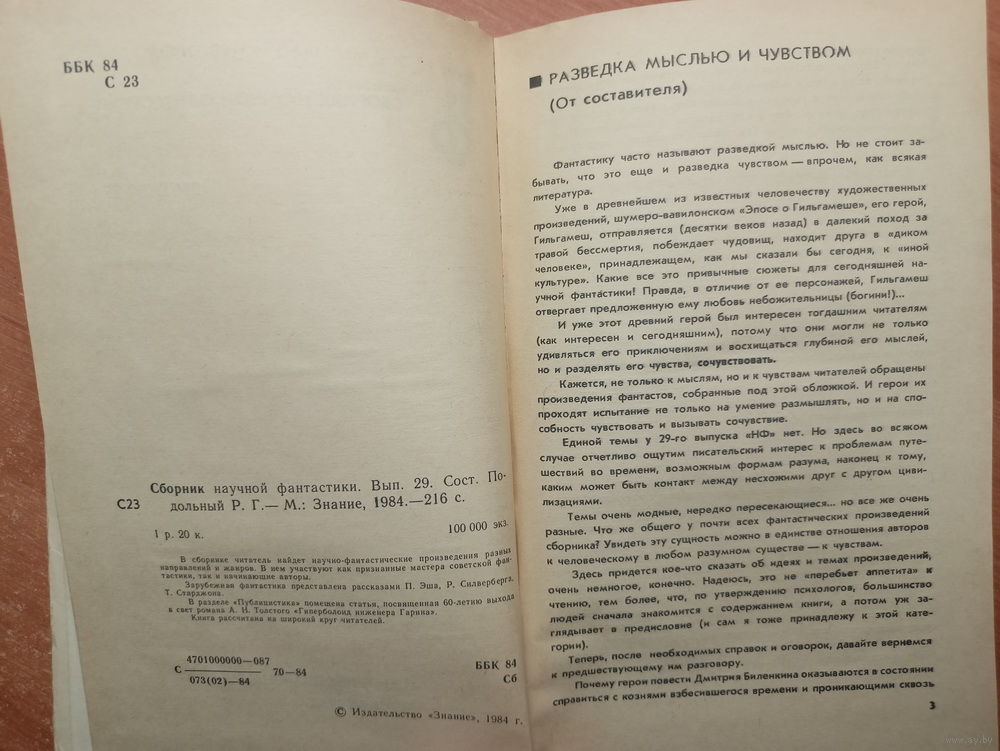 ББК 84
С 23
Сборник научной фантастики. Вып. 29. Сост. По-
С23 дольный Р. Г.— М.: Знание, 1984.—216 с.
1 р. 20 к. 100 000 экз.
В сборнике читатель найдет научно-фантастические произведения разных
направлений и жанров. В нем участвуют как признанные мастера советской фан-
тастики, так и начинающие авторы.
Зарубежная фантастика представлена рассказами П. Эша, Р. Силверберга,
Т. Старджона.
В разделе «Публицистика» помещена статья, посвященная 60-летию выхода
в свет романа А. Н. Толстого «Гиперболоид инженера Гарина».
Книга рассчитана на широкий круг читателей.
4701000000—087
С 70—84
073(02)—84
ББК 84
Сб
© Издательство «Знание», 1984 г.
РАЗВЕДКА МЫСЛЬЮ И ЧУВСТВОМ
(От составителя)
Фантастику часто называют разведкой мыслью. Но не стоит за-
бывать, что это еще и разведка чувством — впрочем, как всякая
литература.
Уже в древнейшем из известных человечеству художественных
произведений, шумеро-вавилонском «Эпосе о Гильгамеше», его герой,
Гильгамеш, отправляется (десятки веков назад) в далекий поход за
травой бессмертия, побеждает чудовищ, находит друга в «диком
человеке», принадлежащем, как мы сказали бы сегодня, к «иной
культуре». Какие все это привычные сюжеты для сегодняшней на-
учной фантастики! Правда, в отличие от ее персонажей, Гильгамеш
отвергает предложенную ему любовь небожительницы (богини!)...
И уже этот древний герой был интересен тогдашним читателям
(как интересен и сегодняшним), потому что они могли не только
удивляться его приключениям и восхищаться глубиной его мыслей,
но и разделять его чувства, сочувствовать.
Кажется, не только к мыслям, но и к чувствам читателей обращены
произведения фантастов, собранные под этой обложкой. И герои их
проходят испытание не только на умение размышлять, но и на спо-
собность чувствовать и вызывать сочувствие.
Единой темы у 29-го выпуска «НФ» нет. Но здесь во всяком
случае отчетливо ощутим писательский интерес к проблемам путе-
шествий во времени, возможным формам разума, наконец к тому,
каким может быть контакт между несхожими друг с другом циви-
лизациями.
Темы очень модные, нередко пересекающиеся... но все же очень
разные. Что же общего у почти всех фантастических произведений
сборника? Увидеть эту сущность можно в единстве отношения авторов
к человеческому в любом разумном существе — к чувствам.
Здесь придется кое-что сказать об идеях и темах произведений,
очень немногое, конечно. Надеюсь, это не «перебьет аппетита» к
чтению, тем более, что, по утверждению психологов, большинство
людей сначала знакомится с содержанием книги, а потом уж за-
глядывает в предисловие (и сам я тоже принадлежу к этой кате-
гории).
Теперь, после необходимых справок и оговорок, давайте вернемся
к предшествующему им разговору.
Почему герои повести Дмитрия Биленкина оказываются в состоянии
справиться с кознями взбесившегося времени и проникающими сквозь
3
www.ay.by